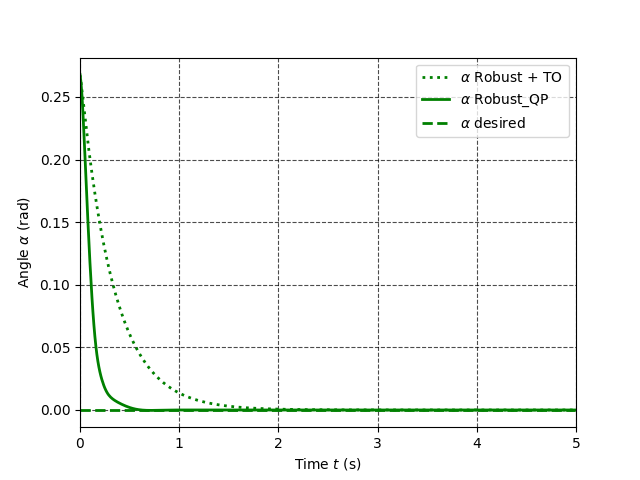 α Robust + TO
α Robust_QP
α desired
0.25
0.20
0.15
0.10
0.05
0.00
Angle α (rad)
0 1 2 3 4 5
Time t (s)